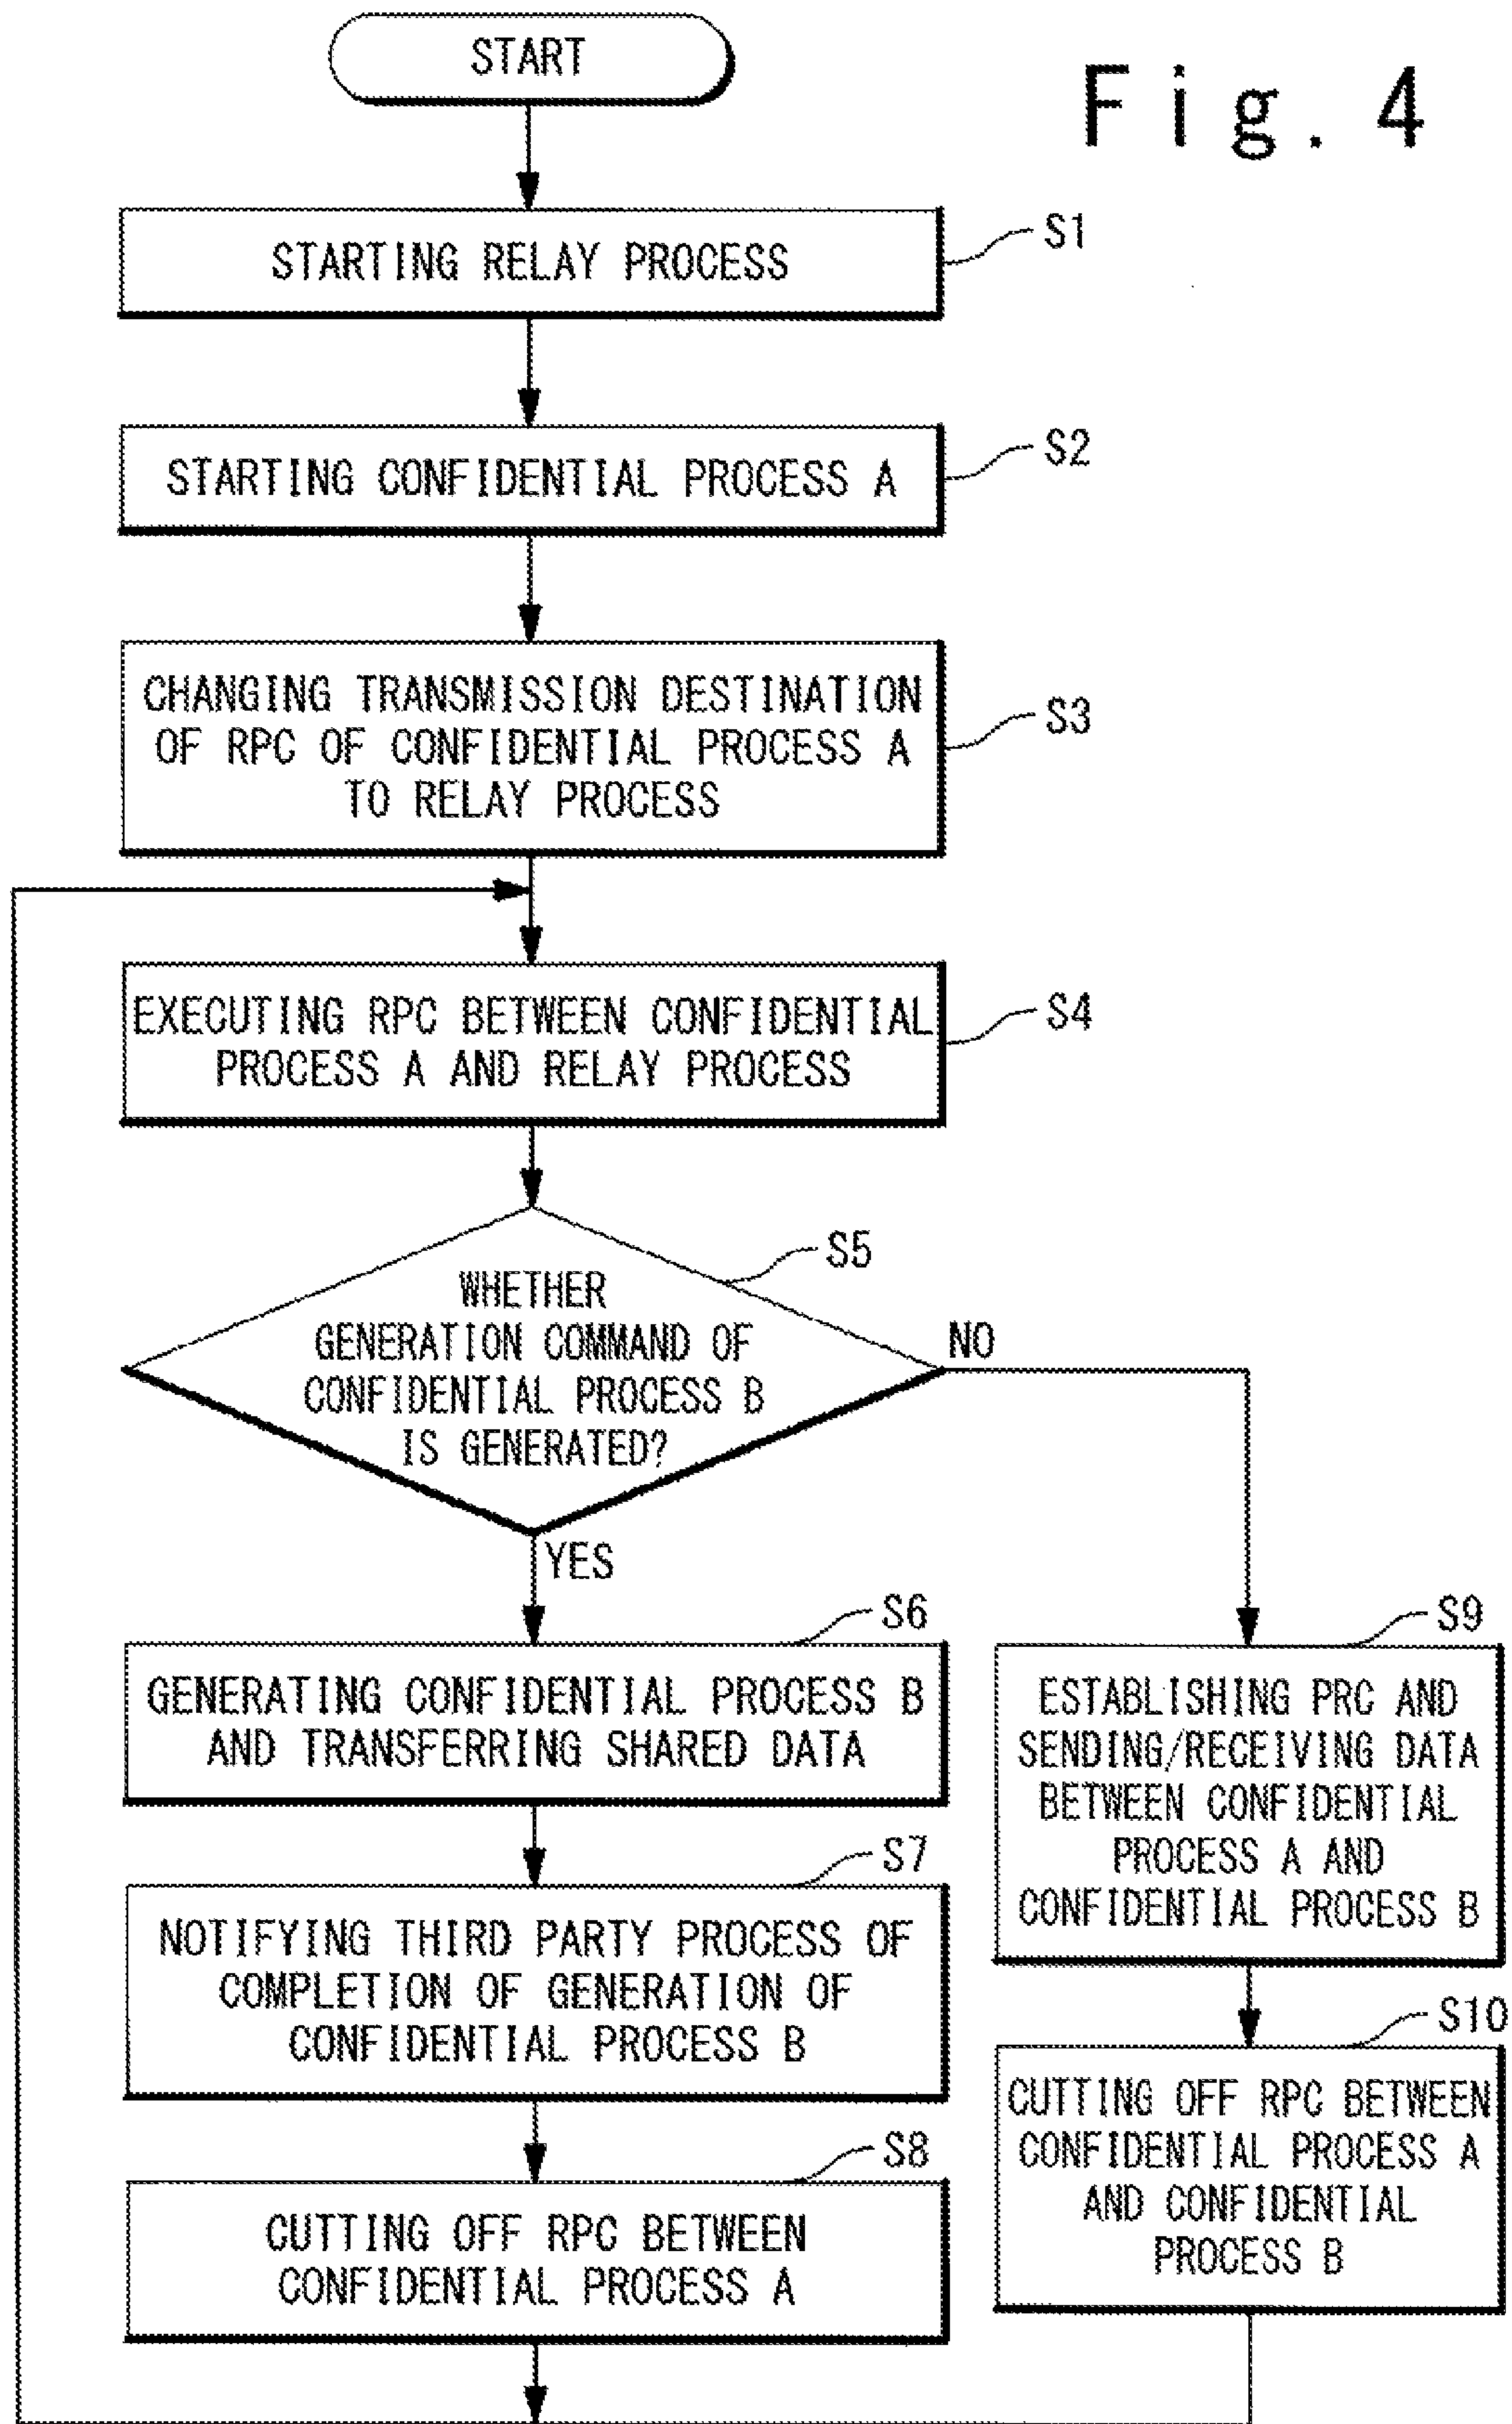 START
Fig. 4
STARTING RELAY PROCESS
S1
STARTING CONFIDENTIAL PROCESS A
S2
CHANGING TRANSMISSION DESTINATION
OF RPC OF CONFIDENTIAL PROCESS A
TO RELAY PROCESS
S3
EXECUTING RPC BETWEEN CONFIDENTIAL
PROCESS A AND RELAY PROCESS
S4
WHETHER
GENERATION COMMAND OF
CONFIDENTIAL PROCESS B
IS GENERATED?
S5
NO
YES
S6
GENERATING CONFIDENTIAL PROCESS B
AND TRANSFERRING SHARED DATA
S7
NOTIFYING THIRD PARTY PROCESS OF
COMPLETION OF GENERATION OF
CONFIDENTIAL PROCESS B
S8
CUTTING OFF RPC BETWEEN
CONFIDENTIAL PROCESS A
S9
ESTABLISHING PRC AND
SENDING/RECEIVING DATA
BETWEEN CONFIDENTIAL
PROCESS A AND
CONFIDENTIAL PROCESS B
S10
CUTTING OFF RPC BETWEEN
CONFIDENTIAL PROCESS A
AND CONFIDENTIAL
PROCESS B